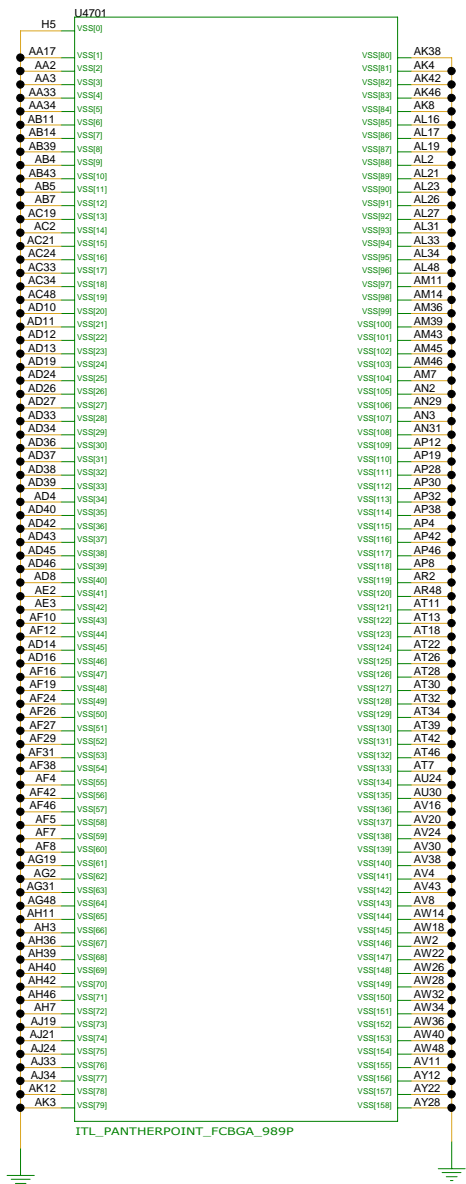 U4701
H5 VSS[0]
AA17 VSS[1] VSS[80] AK38
AA2 VSS[2] VSS[81] AK4
AA3 VSS[3] VSS[82] AK42
AA33 VSS[4] VSS[83] AK46
AA34 VSS[5] VSS[84] AK8
AB11 VSS[6] VSS[85] AL16
AB14 VSS[7] VSS[86] AL17
AB39 VSS[8] VSS[87] AL19
AB4 VSS[9] VSS[88] AL2
AB43 VSS[10] VSS[89] AL21
AB5 VSS[11] VSS[90] AL23
AB7 VSS[12] VSS[91] AL26
AC19 VSS[13] VSS[92] AL27
AC2 VSS[14] VSS[93] AL31
AC21 VSS[15] VSS[94] AL33
AC24 VSS[16] VSS[95] AL34
AC33 VSS[17] VSS[96] AL48
AC34 VSS[18] VSS[97] AM11
AC48 VSS[19] VSS[98] AM14
AD10 VSS[20] VSS[99] AM36
AD11 VSS[21] VSS[100] AM39
AD12 VSS[22] VSS[101] AM43
AD13 VSS[23] VSS[102] AM45
AD19 VSS[24] VSS[103] AM46
AD24 VSS[25] VSS[104] AM7
AD26 VSS[26] VSS[105] AN2
AD27 VSS[27] VSS[106] AN29
AD33 VSS[28] VSS[107] AN3
AD34 VSS[29] VSS[108] AN31
AD36 VSS[30] VSS[109] AP12
AD37 VSS[31] VSS[110] AP19
AD38 VSS[32] VSS[111] AP28
AD39 VSS[33] VSS[112] AP30
AD4 VSS[34] VSS[113] AP32
AD40 VSS[35] VSS[114] AP38
AD42 VSS[36] VSS[115] AP4
AD43 VSS[37] VSS[116] AP42
AD45 VSS[38] VSS[117] AP46
AD46 VSS[39] VSS[118] AP8
AD8 VSS[40] VSS[119] AR2
AE2 VSS[41] VSS[120] AR48
AE3 VSS[42] VSS[121] AT11
AF10 VSS[43] VSS[122] AT13
AF12 VSS[44] VSS[123] AT18
AD14 VSS[45] VSS[124] AT22
AD16 VSS[46] VSS[125] AT26
AF16 VSS[47] VSS[126] AT28
AF19 VSS[48] VSS[127] AT30
AF24 VSS[49] VSS[128] AT32
AF26 VSS[50] VSS[129] AT34
AF27 VSS[51] VSS[130] AT39
AF29 VSS[52] VSS[131] AT42
AF31 VSS[53] VSS[132] AT46
AF38 VSS[54] VSS[133] AT7
AF4 VSS[55] VSS[134] AU24
AF42 VSS[56] VSS[135] AU30
AF46 VSS[57] VSS[136] AV16
AF5 VSS[58] VSS[137] AV20
AF7 VSS[59] VSS[138] AV24
AF8 VSS[60] VSS[139] AV30
AG19 VSS[61] VSS[140] AV38
AG2 VSS[62] VSS[141] AV4
AG31 VSS[63] VSS[142] AV43
AG48 VSS[64] VSS[143] AV8
AH11 VSS[65] VSS[144] AW14
AH3 VSS[66] VSS[145] AW18
AH36 VSS[67] VSS[146] AW2
AH39 VSS[68] VSS[147] AW22
AH40 VSS[69] VSS[148] AW26
AH42 VSS[70] VSS[149] AW28
AH46 VSS[71] VSS[150] AW32
AH7 VSS[72] VSS[151] AW34
AJ19 VSS[73] VSS[152] AW36
AJ21 VSS[74] VSS[153] AW40
AJ24 VSS[75] VSS[154] AW48
AJ33 VSS[76] VSS[155] AV11
AJ34 VSS[77] VSS[156] AY12
AK12 VSS[78] VSS[157] AY22
AK3 VSS[79] VSS[158] AY28
ITL_PANTHERPOINT_FCBGA_989P